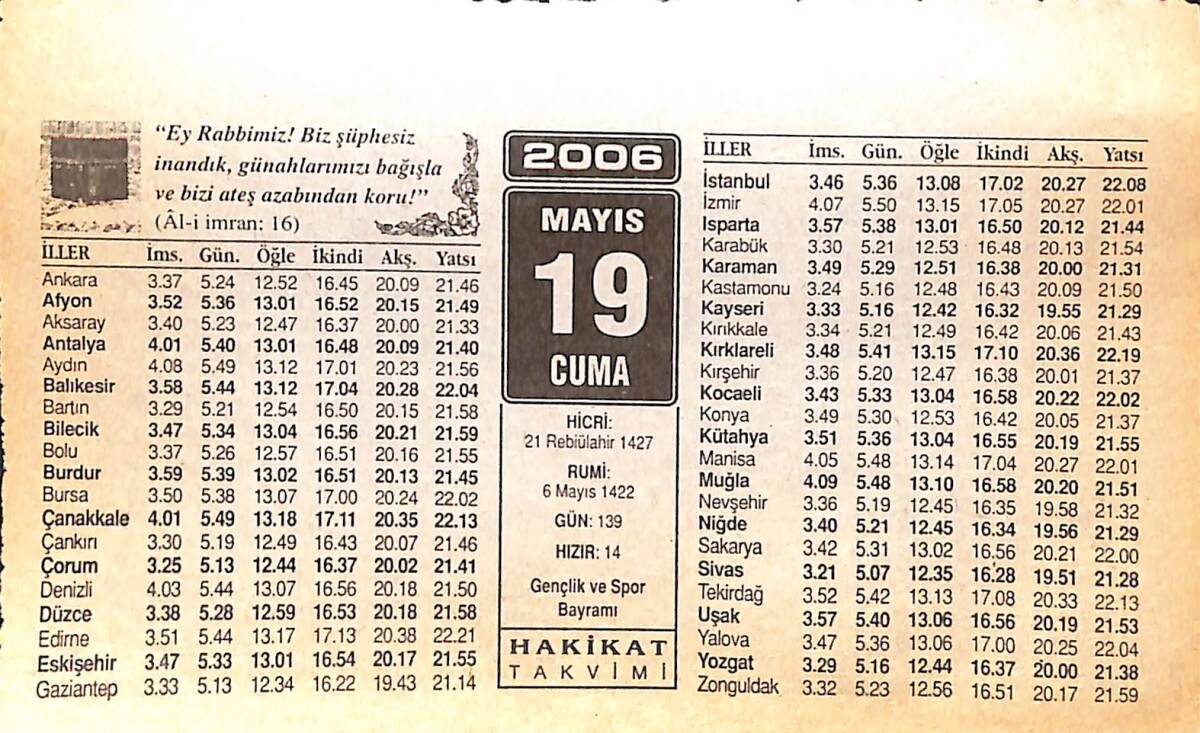 “Ey Rabbimiz! Biz şüphesiz
inandık, günahlarımızı bağışla
ve bizi ateş azabından koru!”
(Âl-i imran: 16)
İLLER İms. Gün. Öğle İkindi Akş. Yatsı
Ankara 3.37 5.24 12.52 16.45 20.09 21.46
Afyon 3.52 5.36 13.01 16.52 20.15 21.49
Aksaray 3.40 5.23 12.47 16.37 20.00 21.33
Antalya 4.01 5.40 13.01 16.48 20.09 21.40
Aydın 4.08 5.49 13.12 17.01 20.23 21.56
Balıkesir 3.58 5.44 13.12 17.04 20.28 22.04
Bartın 3.29 5.21 12.54 16.50 20.15 21.58
Bilecik 3.47 5.34 13.04 16.56 20.21 21.59
Bolu 3.37 5.26 12.57 16.51 20.16 21.55
Burdur 3.59 5.39 13.02 16.51 20.13 21.45
Bursa 3.50 5.38 13.07 17.00 20.24 22.02
Çanakkale 4.01 5.49 13.18 17.11 20.35 22.13
Çankırı 3.30 5.19 12.49 16.43 20.07 21.46
Çorum 3.25 5.13 12.44 16.37 20.02 21.41
Denizli 4.03 5.44 13.07 16.56 20.18 21.50
Düzce 3.38 5.28 12.59 16.53 20.18 21.58
Edirne 3.51 5.44 13.17 17.13 20.38 22.21
Eskişehir 3.47 5.33 13.01 16.54 20.17 21.55
Gaziantep 3.33 5.13 12.34 16.22 19.43 21.14
2006
MAYIS
19
CUMA
HİCRİ:
21 Rebiülahir 1427
RUMİ:
6 Mayıs 1422
GÜN: 139
HIZIR: 14
Gençlik ve Spor
Bayramı
HAKİKAT
TAKVİMİ
İLLER İms. Gün. Öğle İkindi Akş. Yatsı
İstanbul 3.46 5.36 13.08 17.02 20.27 22.08
İzmir 4.07 5.50 13.15 17.05 20.27 22.01
Isparta 3.57 5.38 13.01 16.50 20.12 21.44
Karabük 3.30 5.21 12.53 16.48 20.13 21.54
Karaman 3.49 5.29 12.51 16.38 20.00 21.31
Kastamonu 3.24 5.16 12.48 16.43 20.09 21.50
Kayseri 3.33 5.16 12.42 16.32 19.55 21.29
Kırıkkale 3.34 5.21 12.49 16.42 20.06 21.43
Kırklareli 3.48 5.41 13.15 17.10 20.36 22.19
Kırşehir 3.36 5.20 12.47 16.38 20.01 21.37
Kocaeli 3.43 5.33 13.04 16.58 20.22 22.02
Konya 3.49 5.30 12.53 16.42 20.05 21.37
Kütahya 3.51 5.36 13.04 16.55 20.19 21.55
Manisa 4.05 5.48 13.14 17.04 20.27 22.01
Muğla 4.09 5.48 13.10 16.58 20.20 21.51
Nevşehir 3.36 5.19 12.45 16.35 19.58 21.32
Niğde 3.40 5.21 12.45 16.34 19.56 21.29
Sakarya 3.42 5.31 13.02 16.56 20.21 22.00
Sivas 3.21 5.07 12.35 16.28 19.51 21.28
Tekirdağ 3.52 5.42 13.13 17.08 20.33 22.13
Uşak 3.57 5.40 13.06 16.56 20.19 21.53
Yalova 3.47 5.36 13.06 17.00 20.25 22.04
Yozgat 3.29 5.16 12.44 16.37 20.00 21.38
Zonguldak 3.32 5.23 12.56 16.51 20.17 21.59